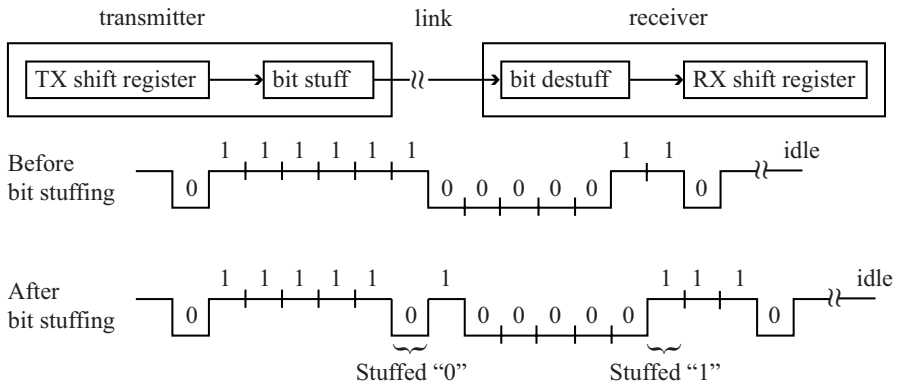 transmitter link receiver
TX shift register bit stuff bit destuff RX shift register
1 1 1 1 1 1 1 1 idle
Before
bit stuffing
0 0 0 0 0 0 0
1 1 1 1 1 1 1 1 1 idle
After
bit stuffing
0 0 0 0 0 0 0 0
Stuffed “0” Stuffed “1”